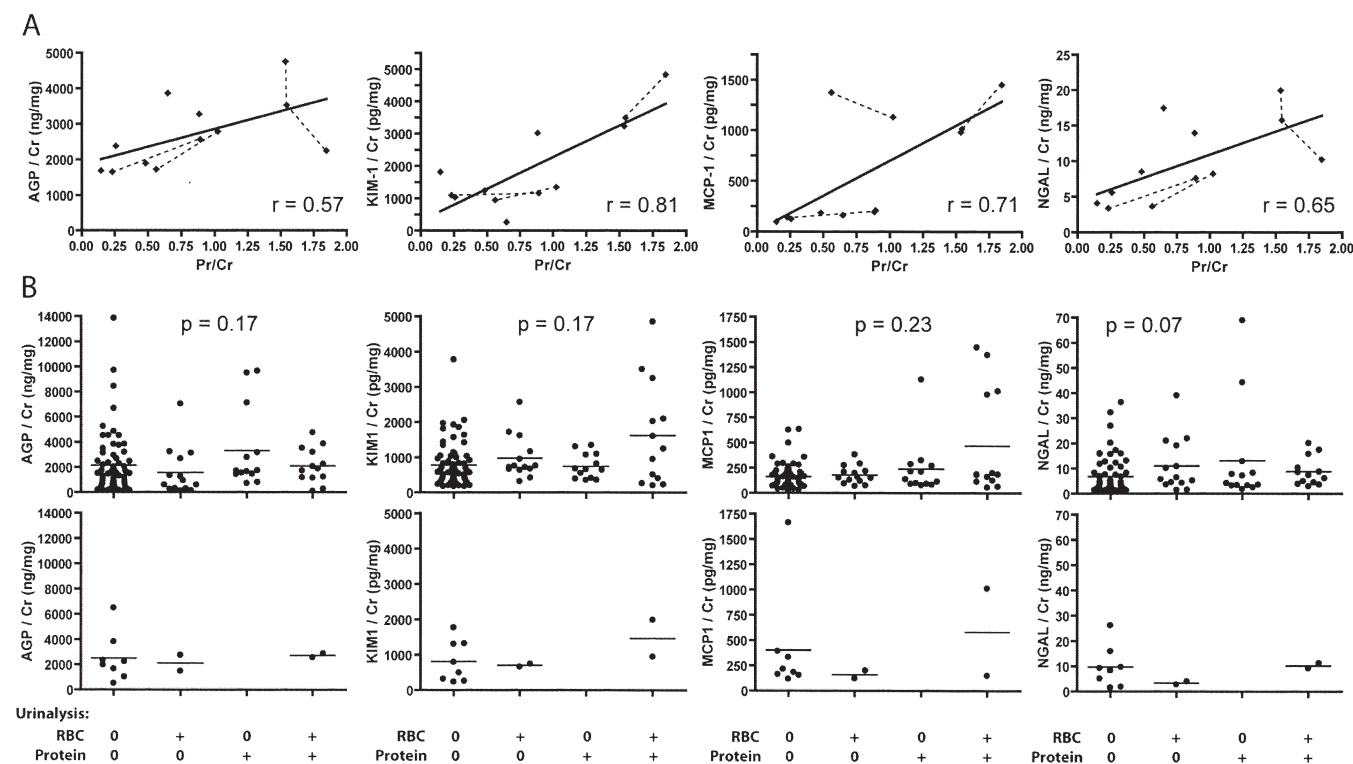 A
AGP / Cr (ng/mg)
5000
4000
3000
2000
1000
0
0.00 0.25 0.50 0.75 1.00 1.25 1.50 1.75 2.00
Pr/Cr
r = 0.57
KIM-1 / Cr (pg/mg)
5000
4000
3000
2000
1000
0
0.00 0.25 0.50 0.75 1.00 1.25 1.50 1.75 2.00
Pr/Cr
r = 0.81
MCP-1 / Cr (pg/mg)
1500
1000
500
0
0.00 0.25 0.50 0.75 1.00 1.25 1.50 1.75 2.00
Pr/Cr
r = 0.71
NGAL / Cr (ng/mg)
25
20
15
10
5
0
0.00 0.25 0.50 0.75 1.00 1.25 1.50 1.75 2.00
Pr/Cr
r = 0.65
B
AGP / Cr (ng/mg)
14000
12000
10000
8000
6000
4000
2000
0
p = 0.17
KIM1 / Cr (pg/mg)
5000
4000
3000
2000
1000
0
p = 0.17
MCP1 / Cr (pg/mg)
1750
1500
1250
1000
750
500
250
0
p = 0.23
NGAL / Cr (ng/mg)
70
60
50
40
30
20
10
0
p = 0.07
AGP / Cr (ng/mg)
14000
12000
10000
8000
6000
4000
2000
0
KIM1 / Cr (pg/mg)
5000
4000
3000
2000
1000
0
MCP1 / Cr (pg/mg)
1750
1500
1250
1000
750
500
250
0
NGAL / Cr (ng/mg)
70
60
50
40
30
20
10
0
Urinalysis:
RBC 0 + 0 + RBC 0 + 0 + RBC 0 + 0 + RBC 0 + 0 +
Protein 0 0 + + Protein 0 0 + + Protein 0 0 + + Protein 0 0 + +